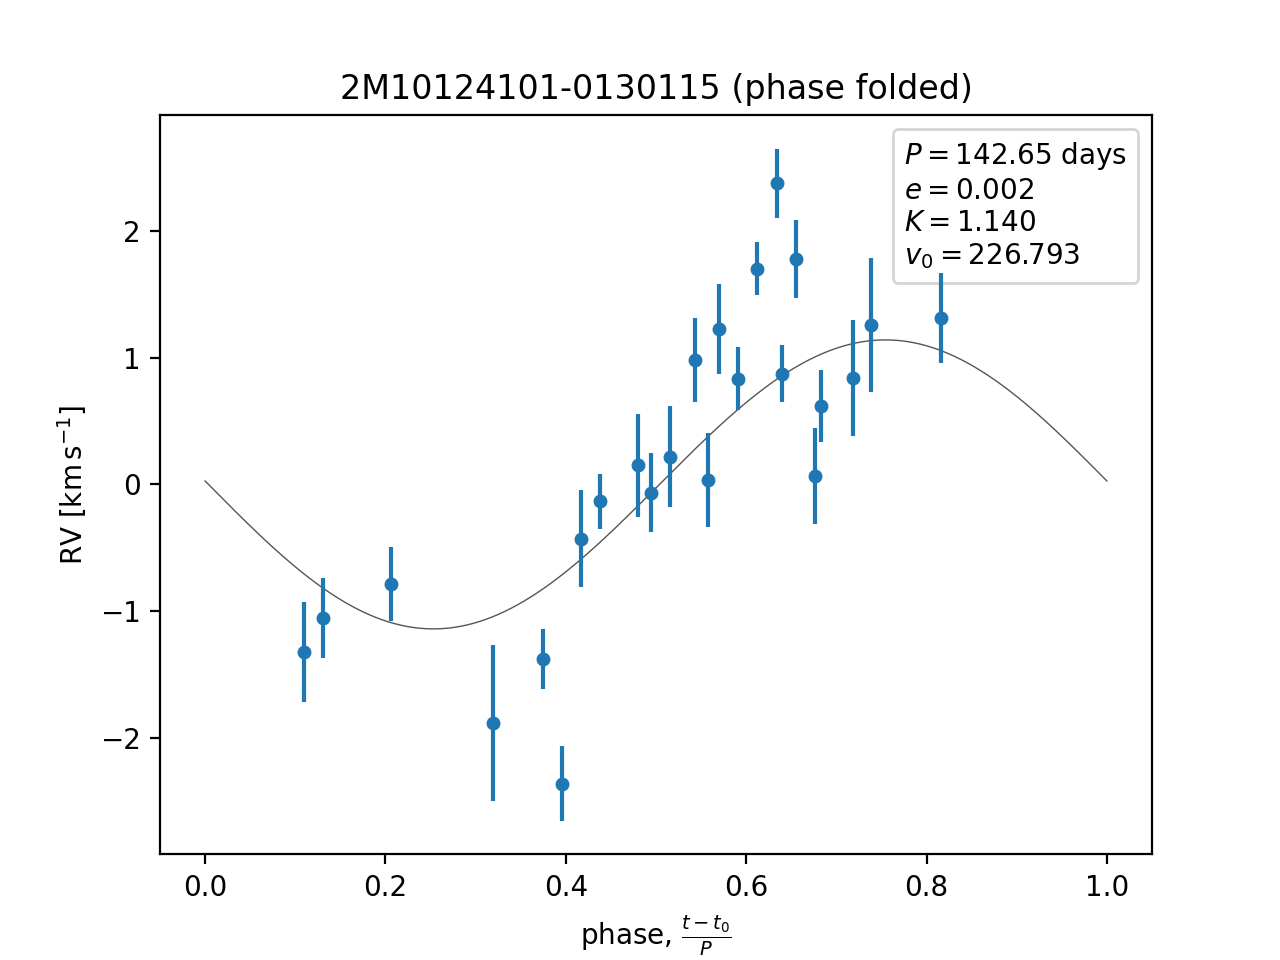 2M10124101-0130115 (phase folded)
P = 142.65 days
e = 0.002
K = 1.140
v₀ = 226.793
RV [km s⁻¹]
2
1
0
−1
−2
0.0 0.2 0.4 0.6 0.8 1.0
phase, (t − t₀)/P